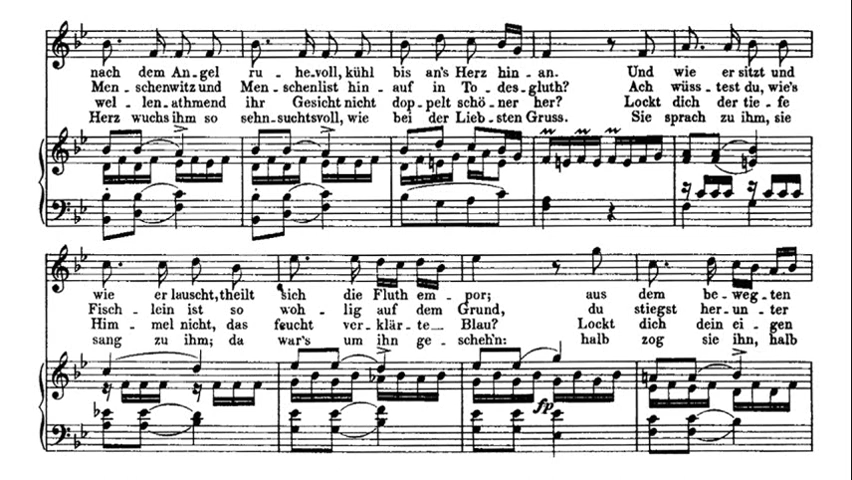 nach dem An-gel ru-he-voll, kühl bis an's Herz hin-an. Und wie er sitzt und
Men-schenwitz und Men-schenlist hin-auf in To-des-gluth? Ach wüss-test du, wie's
wel-len-athmend ihr Gesicht nicht dop-pelt schö-ner her? Lockt dich der tie-fe
Herz wuchs ihm so sehn-suchtsvoll, wie bei der Lieb-sten Gruss. Sie sprach zu ihm, sie
wie er lauscht, theilt sich die Fluth em-por; aus dem be-weg-ten
Fisch-lein ist so woh-lig auf dem Grund, du stiegst her-un-ter
Him-mel nicht, das feucht ver-klär-te Blau? Lockt dich dein ei-gen
sang zu ihm; da war's um ihn ge-scheh'n: halb zog sie ihn, halb
fp